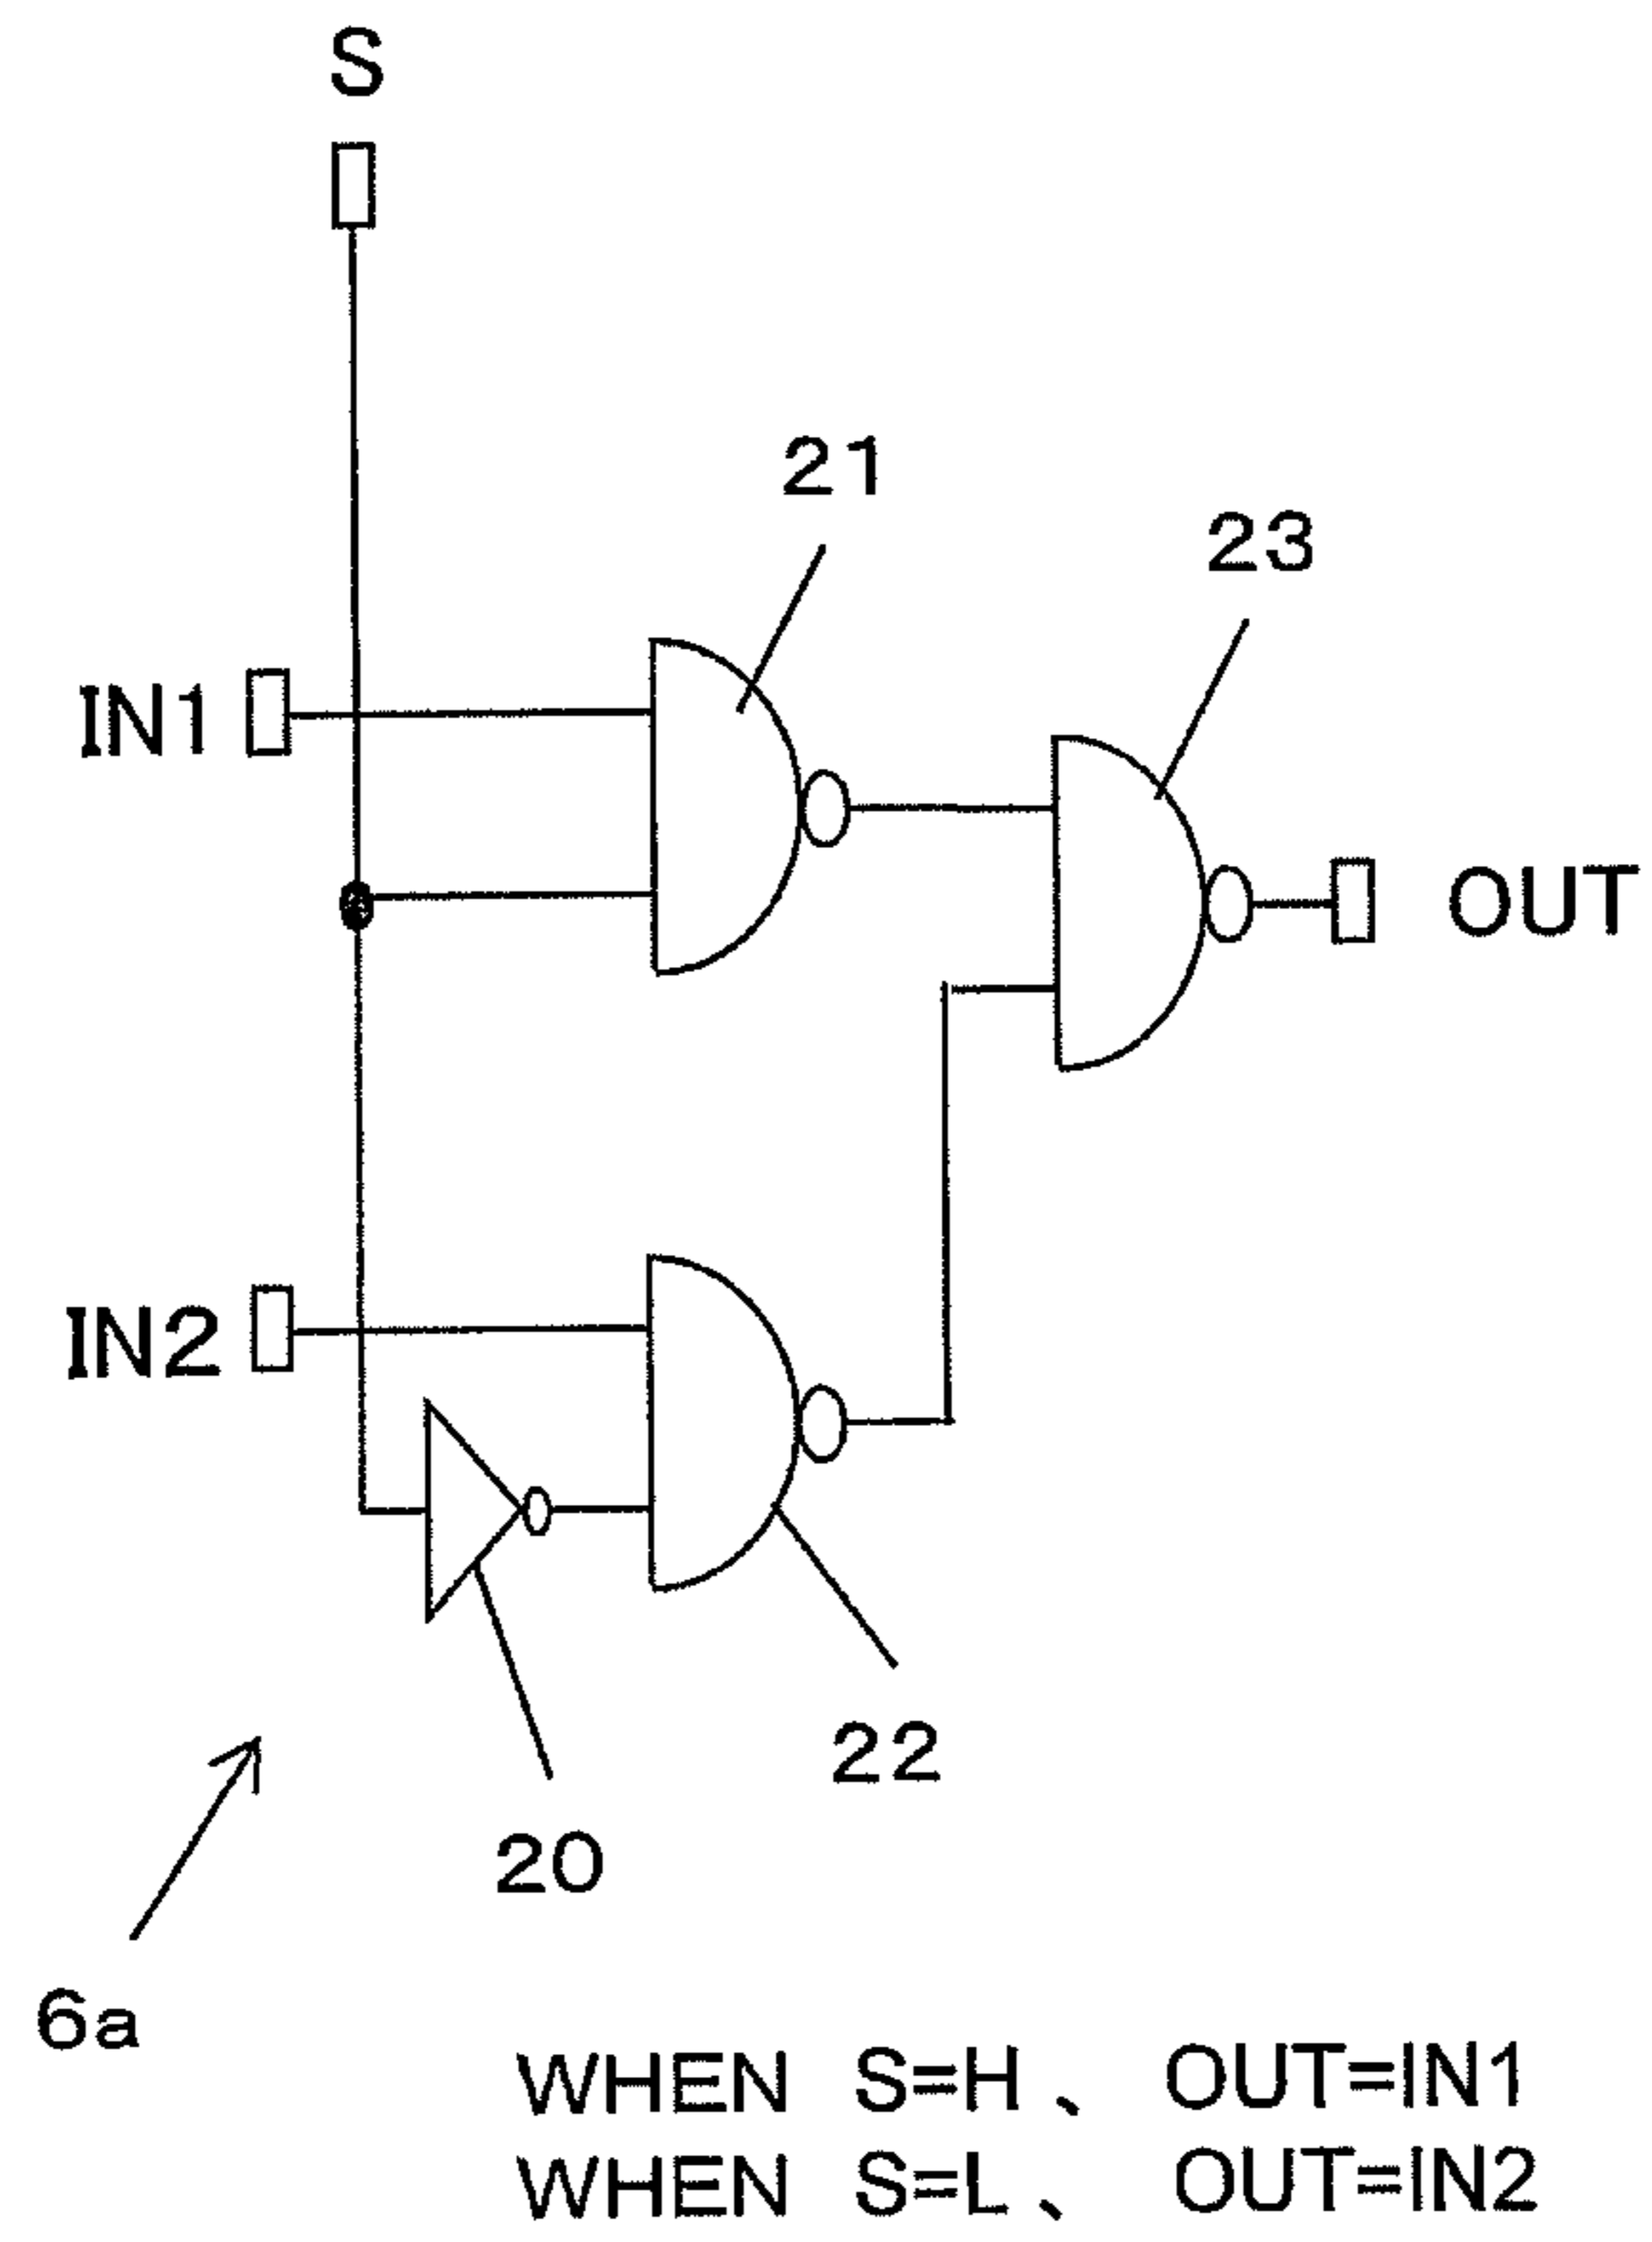 S
21
23
IN1
OUT
IN2
22
20
6a
WHEN S=H、 OUT=IN1
WHEN S=L、 OUT=IN2